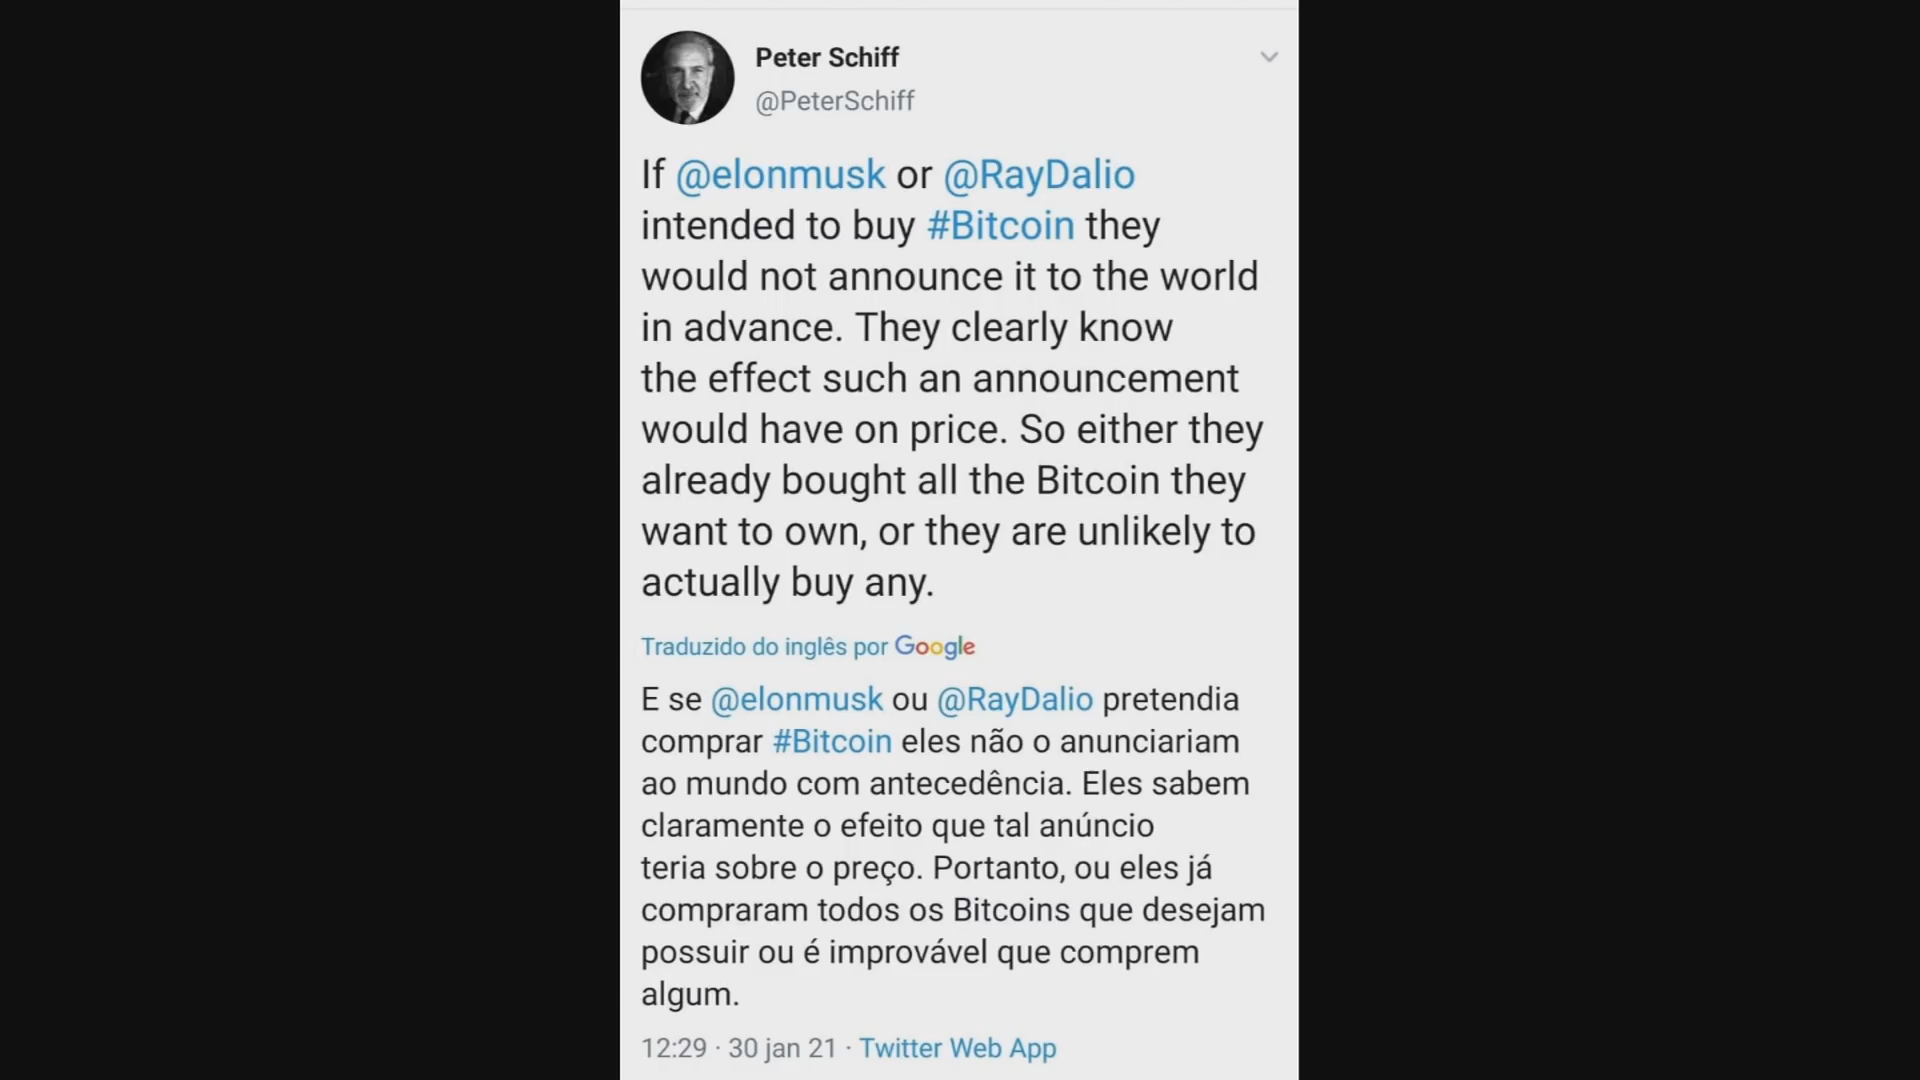 Peter Schiff
@PeterSchiff
If @elonmusk or @RayDalio
intended to buy #Bitcoin they
would not announce it to the world
in advance. They clearly know
the effect such an announcement
would have on price. So either they
already bought all the Bitcoin they
want to own, or they are unlikely to
actually buy any.
Traduzido do inglês por Google
E se @elonmusk ou @RayDalio pretendia
comprar #Bitcoin eles não o anunciariam
ao mundo com antecedência. Eles sabem
claramente o efeito que tal anúncio
teria sobre o preço. Portanto, ou eles já
compraram todos os Bitcoins que desejam
possuir ou é improvável que comprem
algum.
12:29 · 30 jan 21 · Twitter Web App